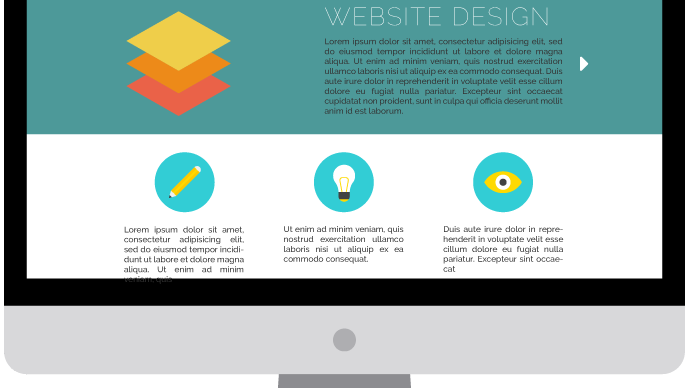 WEBSITE DESIGN
Lorem ipsum dolor sit amet, consectetur adipisicing elit, sed
do eiusmod tempor incididunt ut labore et dolore magna
aliqua. Ut enim ad minim veniam, quis nostrud exercitation
ullamco laboris nisi ut aliquip ex ea commodo consequat. Duis
aute irure dolor in reprehenderit in voluptate velit esse cillum
dolore eu fugiat nulla pariatur. Excepteur sint occaecat
cupidatat non proident, sunt in culpa qui officia deserunt mollit
anim id est laborum.
Lorem ipsum dolor sit amet,
consectetur adipisicing elit,
sed do eiusmod tempor incidi-
dunt ut labore et dolore magna
aliqua. Ut enim ad minim
veniam, quis
Ut enim ad minim veniam, quis
nostrud exercitation ullamco
laboris nisi ut aliquip ex ea
commodo consequat.
Duis aute irure dolor in repre-
henderit in voluptate velit esse
cillum dolore eu fugiat nulla
pariatur. Excepteur sint occae-
cat